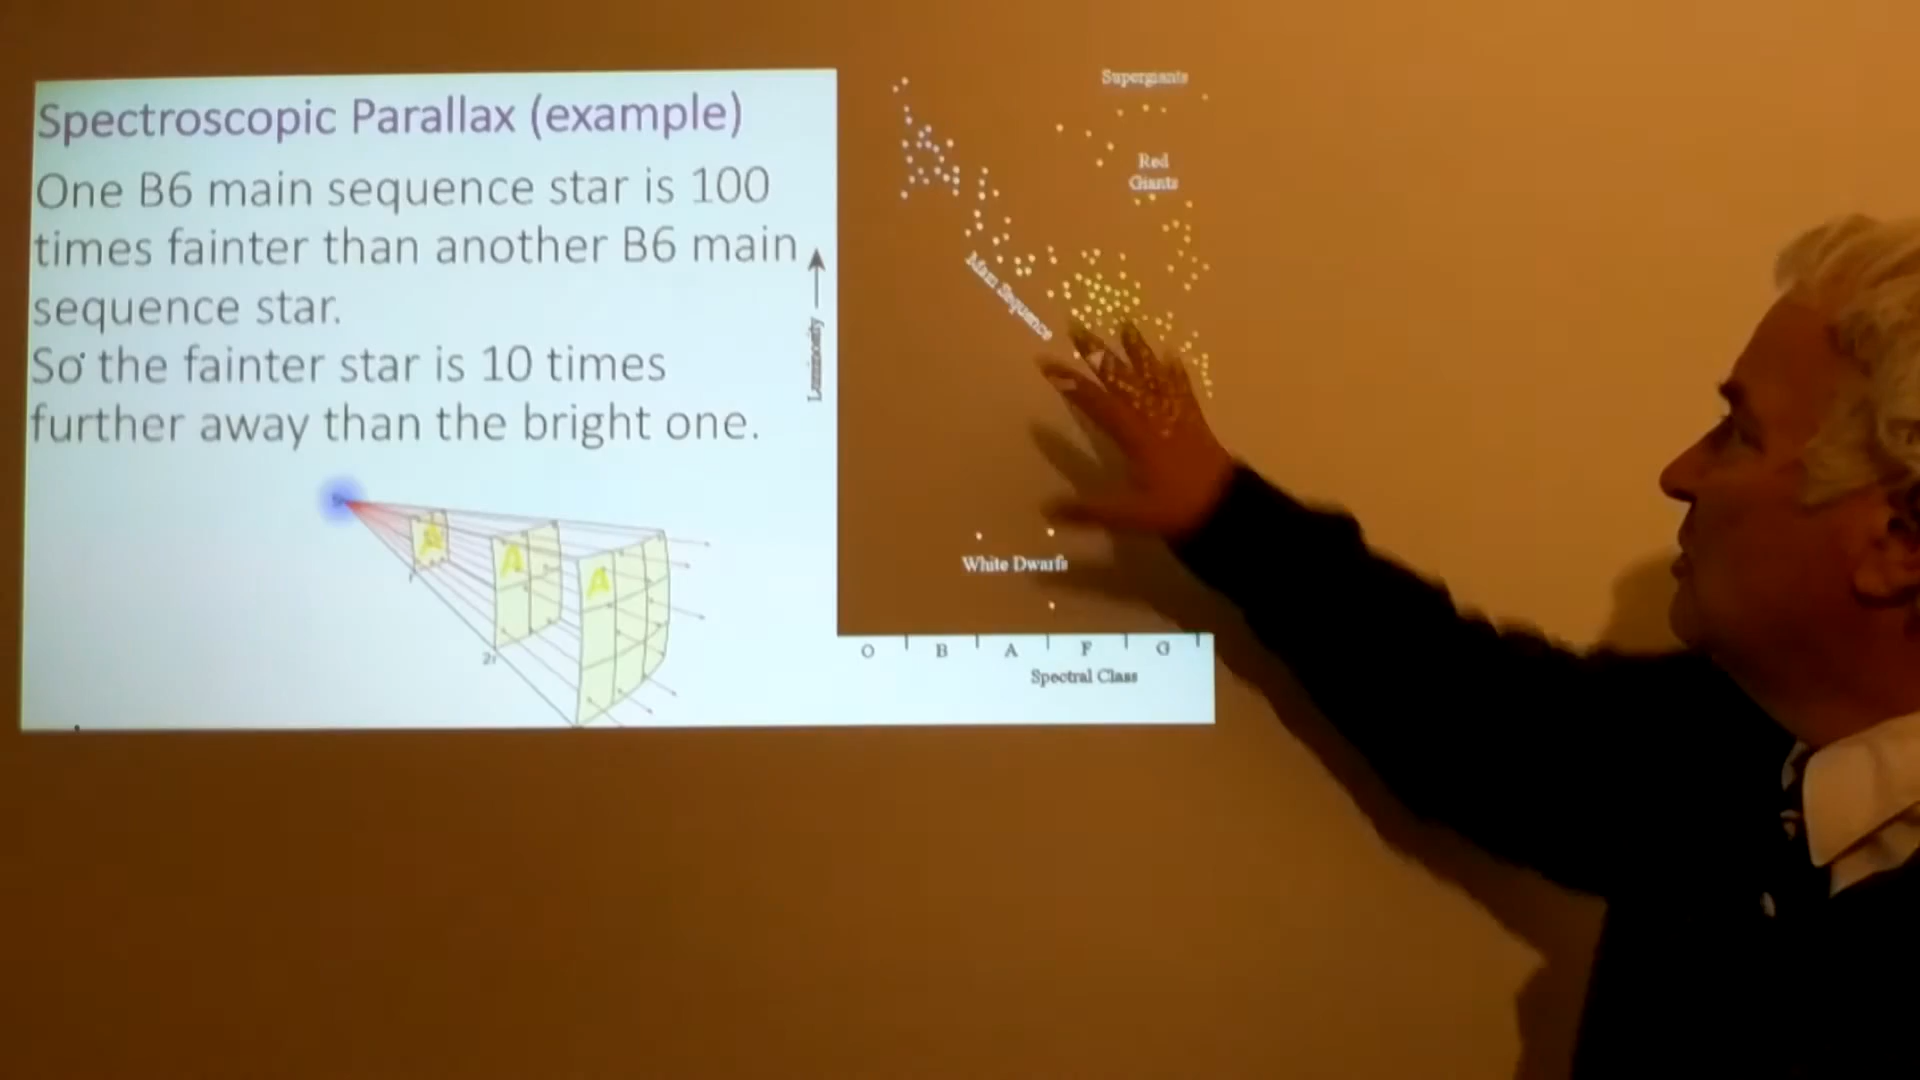 Spectroscopic Parallax (example)
One B6 main sequence star is 100
times fainter than another B6 main
sequence star.
So the fainter star is 10 times
further away than the bright one.
A
A
A
r
2r
Luminosity
Supergiants
Red
Giants
Main Sequence
White Dwarfs
O B A F G
Spectral Class